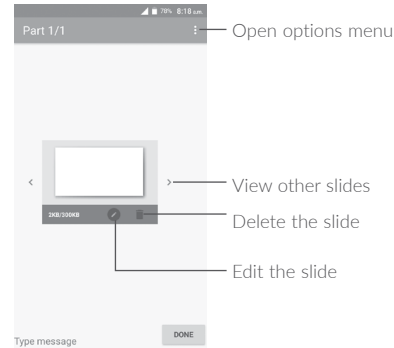 78% 8:18 a.m
Part 1/1
Open options menu
View other slides
2KB/300KB
Delete the slide
Edit the slide
DONE
Type message